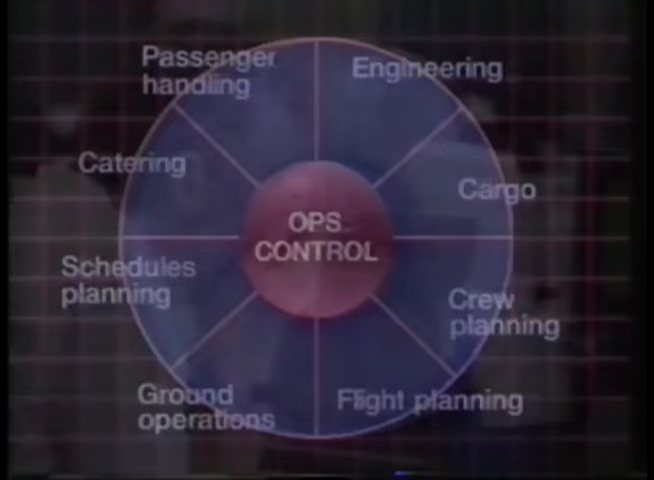 Passenger
handling
Engineering
Catering
Cargo
OPS
CONTROL
Schedules
planning
Crew
planning
Ground
operations
Flight planning